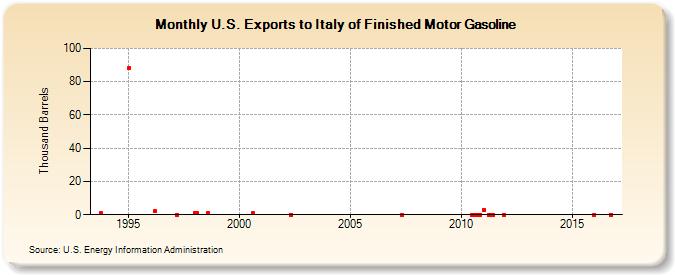 Monthly U.S. Exports to Italy of Finished Motor Gasoline
Thousand Barrels
100
80
60
40
20
0
1995 2000 2005 2010 2015
Source: U.S. Energy Information Administration